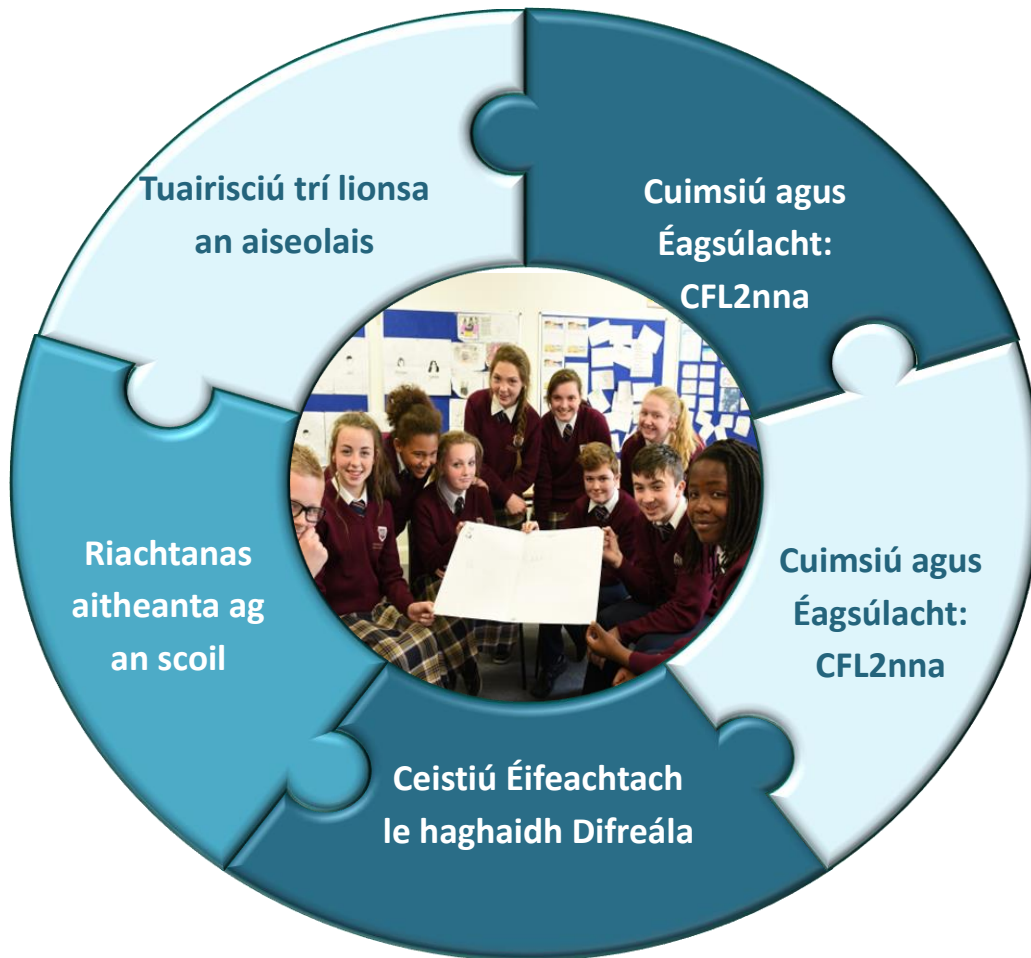 Tuairisciú trí lionsa
an aiseolais
Cuimsiú agus
Éagsúlacht:
CFL2nna
Cuimsiú agus
Éagsúlacht:
CFL2nna
Ceistiú Éifeachtach
le haghaidh Difreála
Riachtanas
aitheanta ag
an scoil